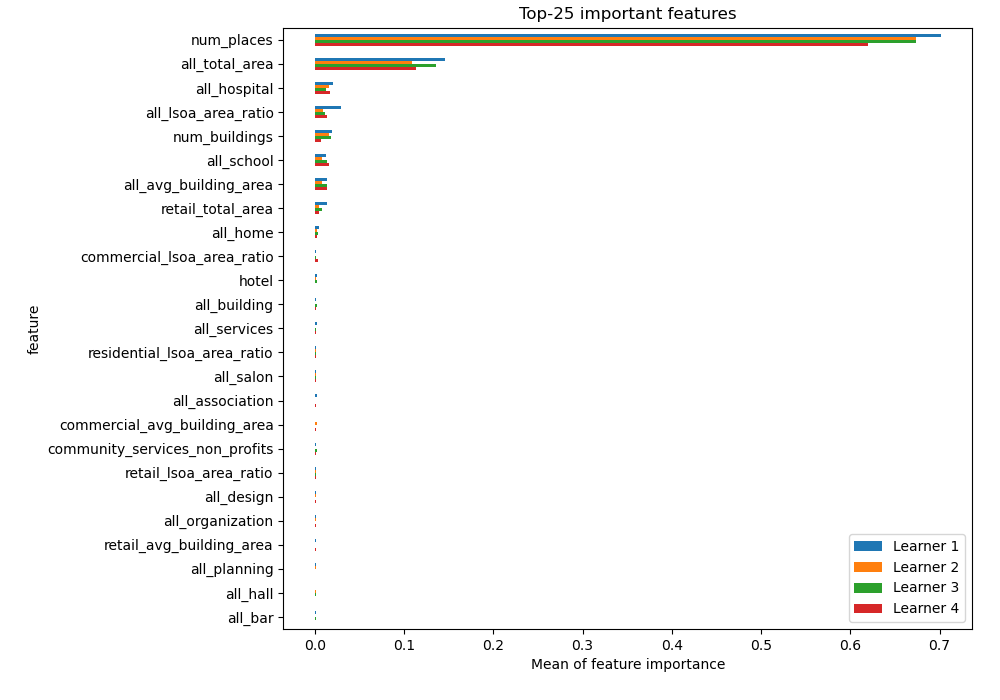 Top-25 important features
num_places
all_total_area
all_hospital
all_lsoa_area_ratio
num_buildings
all_school
all_avg_building_area
retail_total_area
all_home
commercial_lsoa_area_ratio
hotel
all_building
all_services
residential_lsoa_area_ratio
all_salon
all_association
commercial_avg_building_area
community_services_non_profits
retail_lsoa_area_ratio
all_design
all_organization
retail_avg_building_area
all_planning
all_hall
all_bar
feature
Learner 1
Learner 2
Learner 3
Learner 4
0.0 0.1 0.2 0.3 0.4 0.5 0.6 0.7
Mean of feature importance